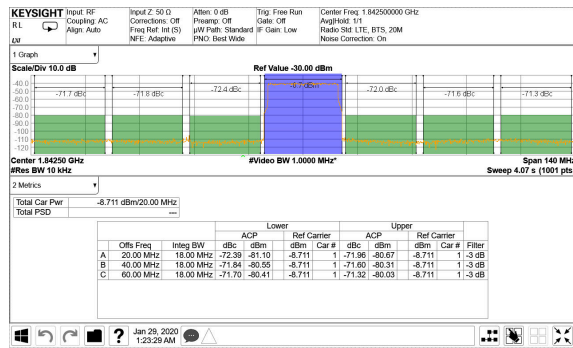 KEYSIGHT Input: RF Input Z: 50 Ω Atten: 0 dB Trig: Free Run Center Freq: 1.842500000 GHz
RL Coupling: AC Corrections: Off Preamp: Off Gate: Off Avg|Hold: 1/1
Align: Auto Freq Ref: Int (S) µW Path: Standard IF Gain: Low Radio Std: LTE, BTS, 20M
LXI NFE: Adaptive PNO: Best Wide Noise Correction: On
1 Graph
Scale/Div 10.0 dB Ref Value -30.00 dBm
-40.0
-50.0
-60.0
-70.0
-80.0
-90.0
-100
-110
-120
-71.7 dBc -71.8 dBc -72.4 dBc -8.7 dBm -72.0 dBc -71.6 dBc -71.3 dBc
Center 1.84250 GHz #Video BW 1.0000 MHz* Span 140 MHz
#Res BW 10 kHz Sweep 4.07 s (1001 pts
2 Metrics
Total Car Pwr -8.711 dBm/20.00 MHz
Total PSD ---
Lower Upper
ACP Ref Carrier ACP Ref Carrier
Offs Freq Integ BW dBc dBm dBm Car # dBc dBm dBm Car # Filter
A 20.00 MHz 18.00 MHz -72.39 -81.10 -8.711 1 -71.96 -80.67 -8.711 1 -3 dB
B 40.00 MHz 18.00 MHz -71.84 -80.55 -8.711 1 -71.60 -80.31 -8.711 1 -3 dB
C 60.00 MHz 18.00 MHz -71.70 -80.41 -8.711 1 -71.32 -80.03 -8.711 1 -3 dB
? Jan 29, 2020
1:23:29 AM